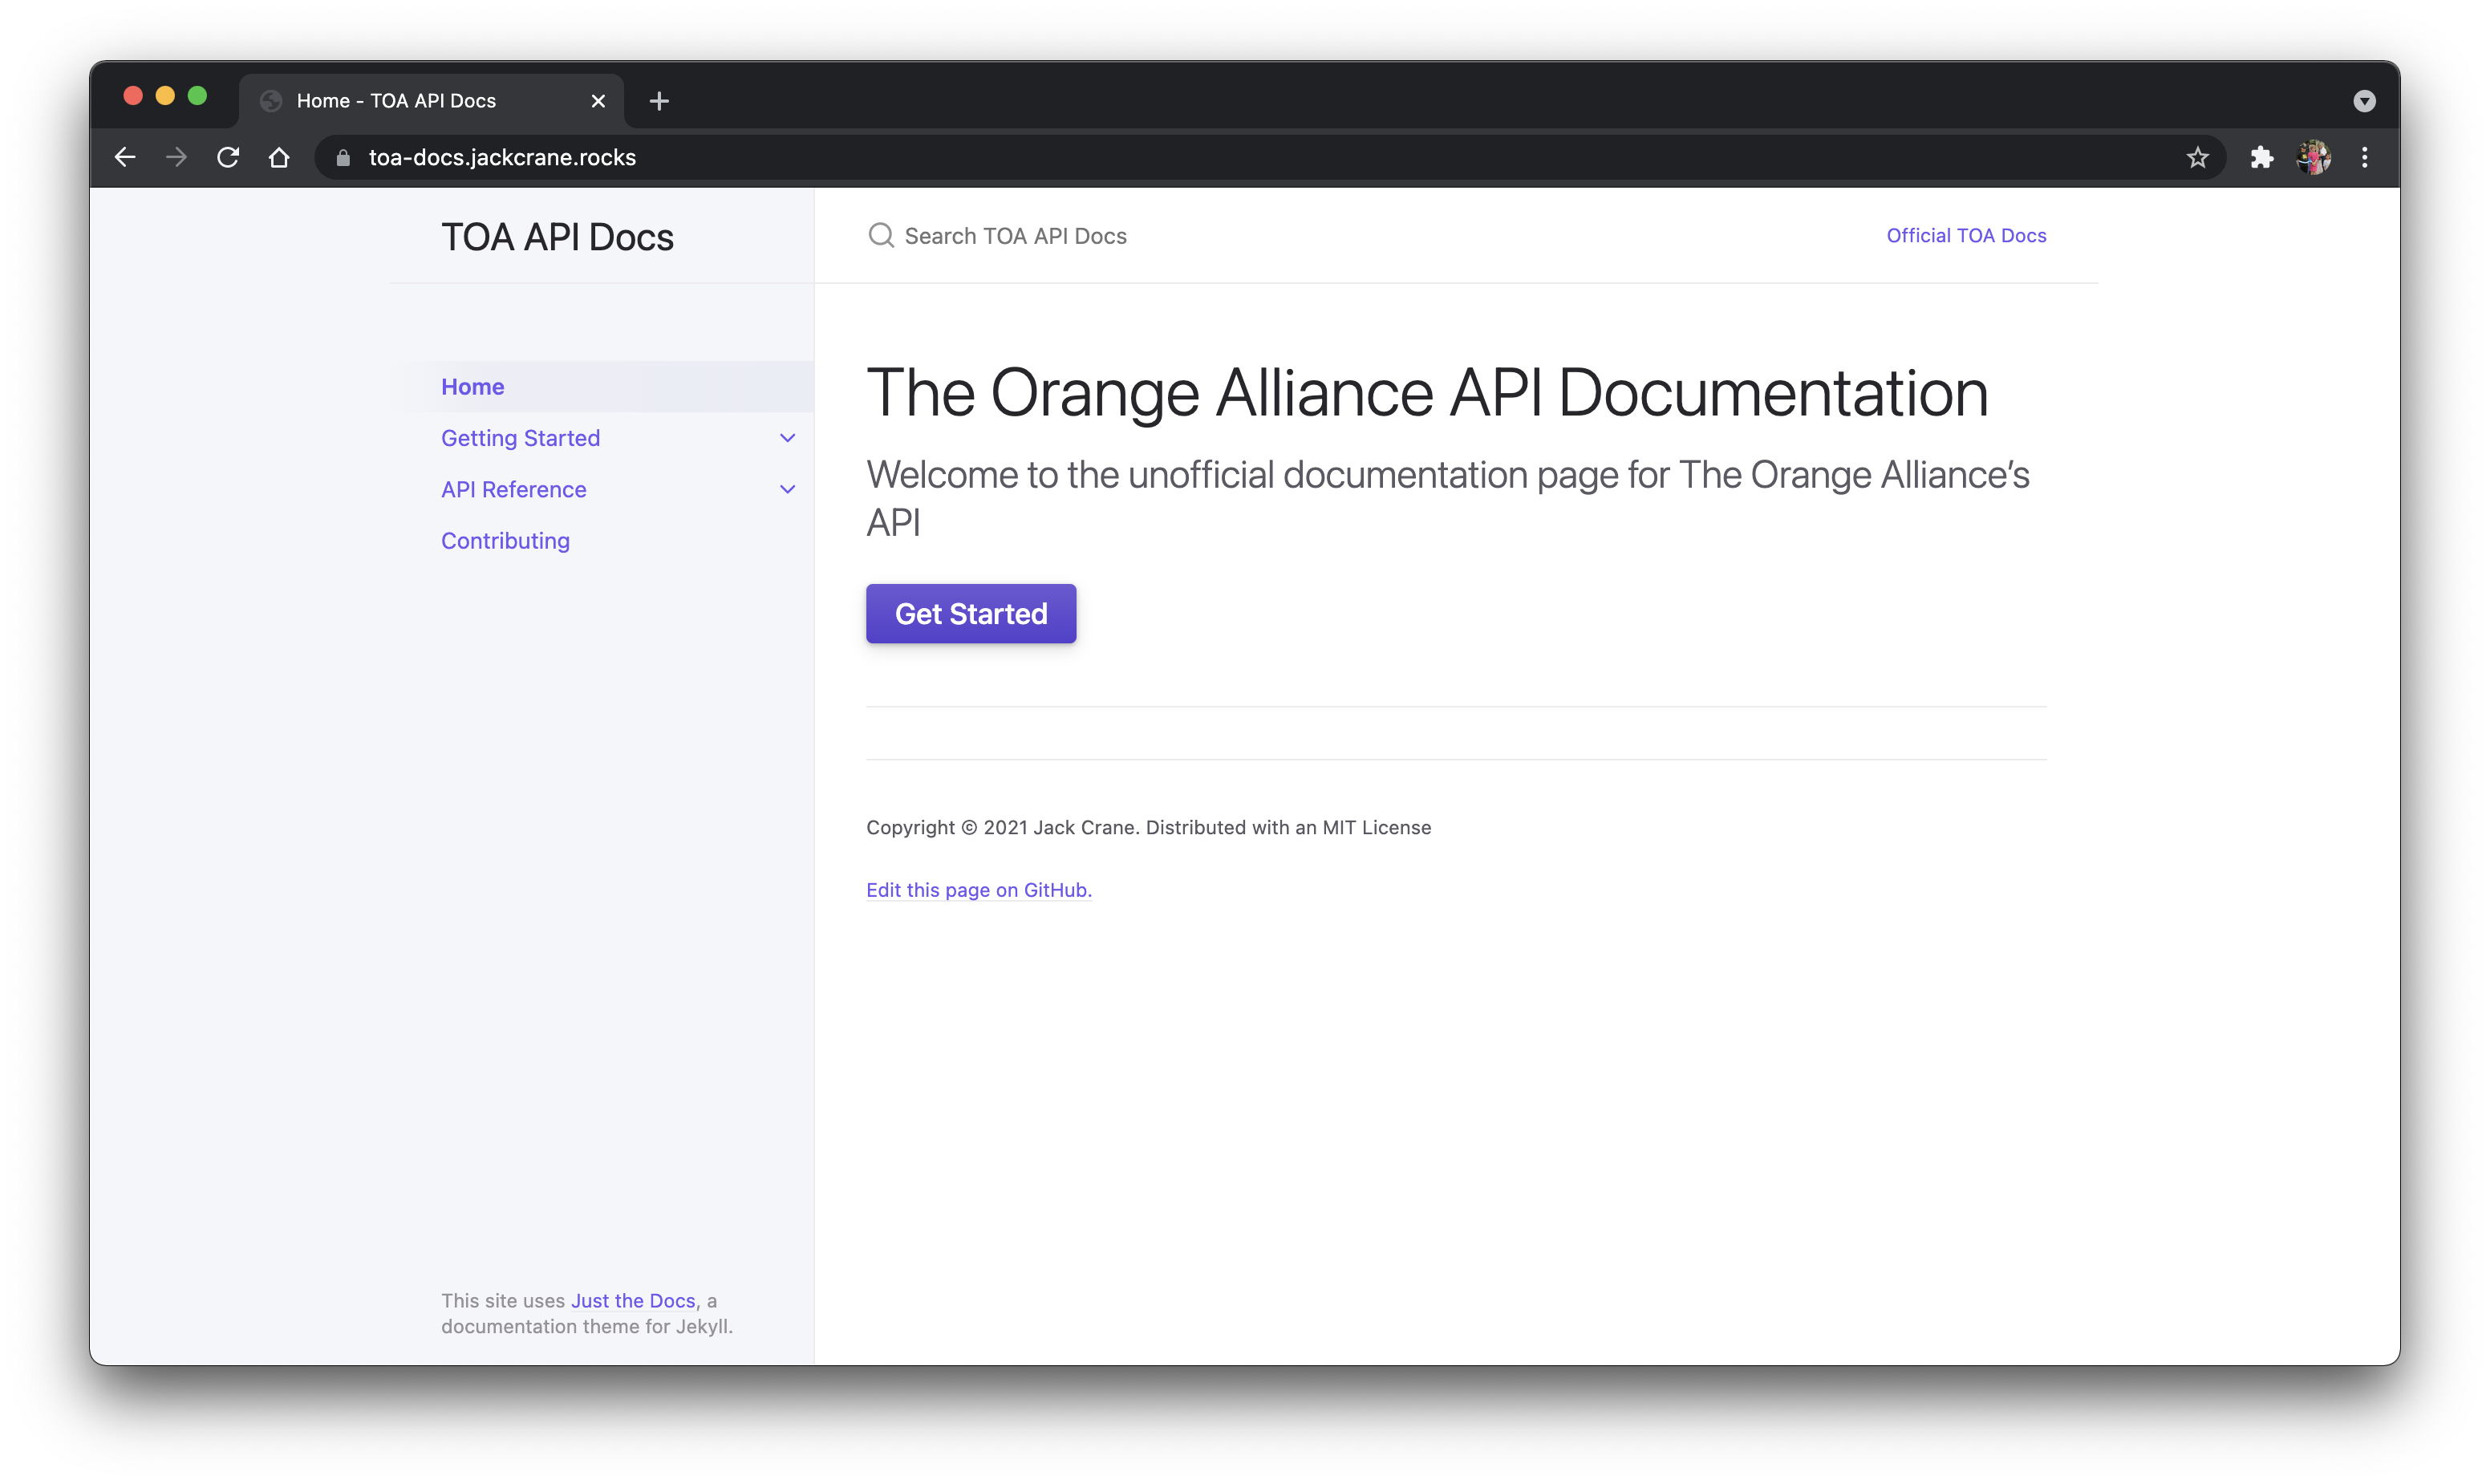 Home - TOA API Docs
toa-docs.jackcrane.rocks
TOA API Docs
Search TOA API Docs
Official TOA Docs
Home
Getting Started
API Reference
Contributing
The Orange Alliance API Documentation
Welcome to the unofficial documentation page for The Orange Alliance’s
API
Get Started
Copyright © 2021 Jack Crane. Distributed with an MIT License
Edit this page on GitHub.
This site uses Just the Docs, a
documentation theme for Jekyll.